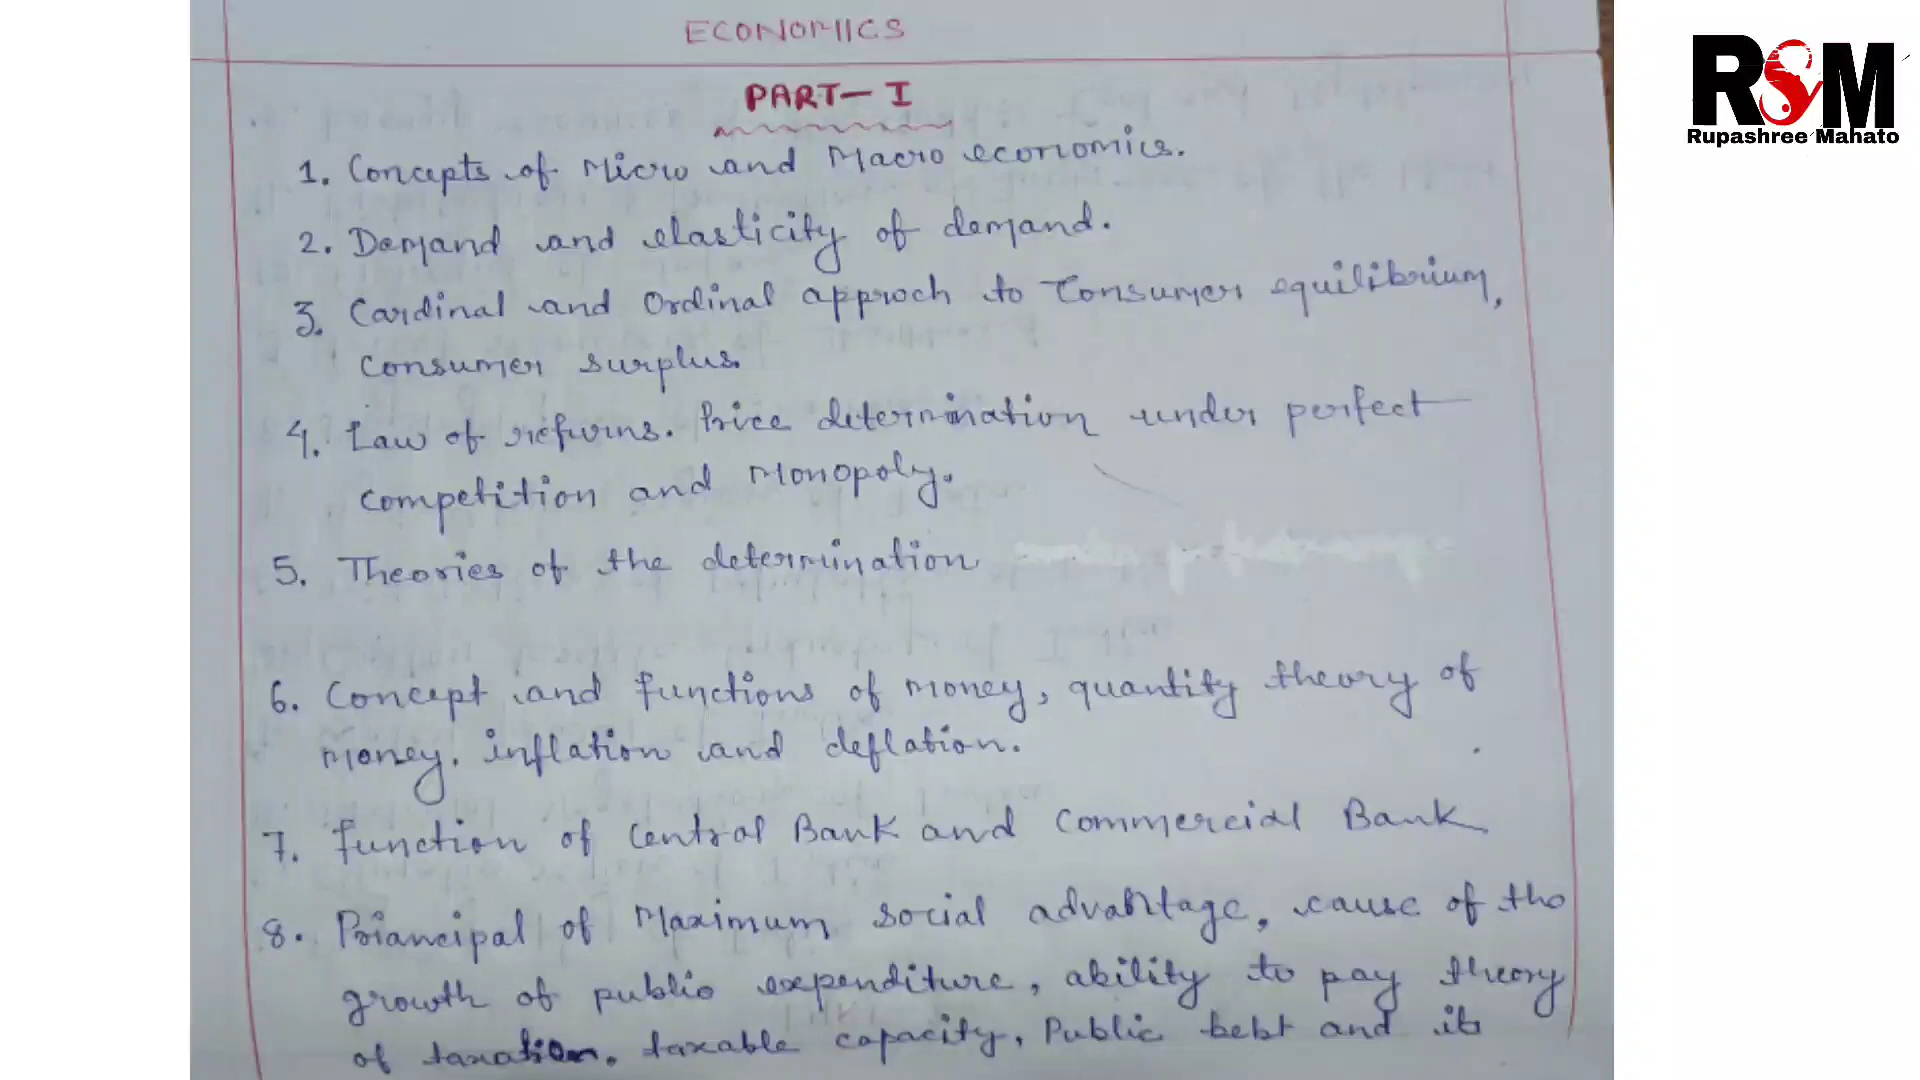 ECONOMICS
RSM
Rupashree Mahato
PART-I
1. Concepts of Micro and Macro economics.
2. Demand and elasticity of demand.
3. Cardinal and Ordinal approch to Consumer equilibrium,
consumer surplus.
4. Law of returns. Price determination under perfect
competition and Monopoly.
5. Theories of the determination
6. Concept and functions of money, quantity theory of
money. inflation and deflation.
7. function of Central Bank and Commercial Bank
8. Priancipal of Maximum social advantage, cause of the
growth of public expenditure, ability to pay theory
of taxation. taxable capacity, Public bebt and its